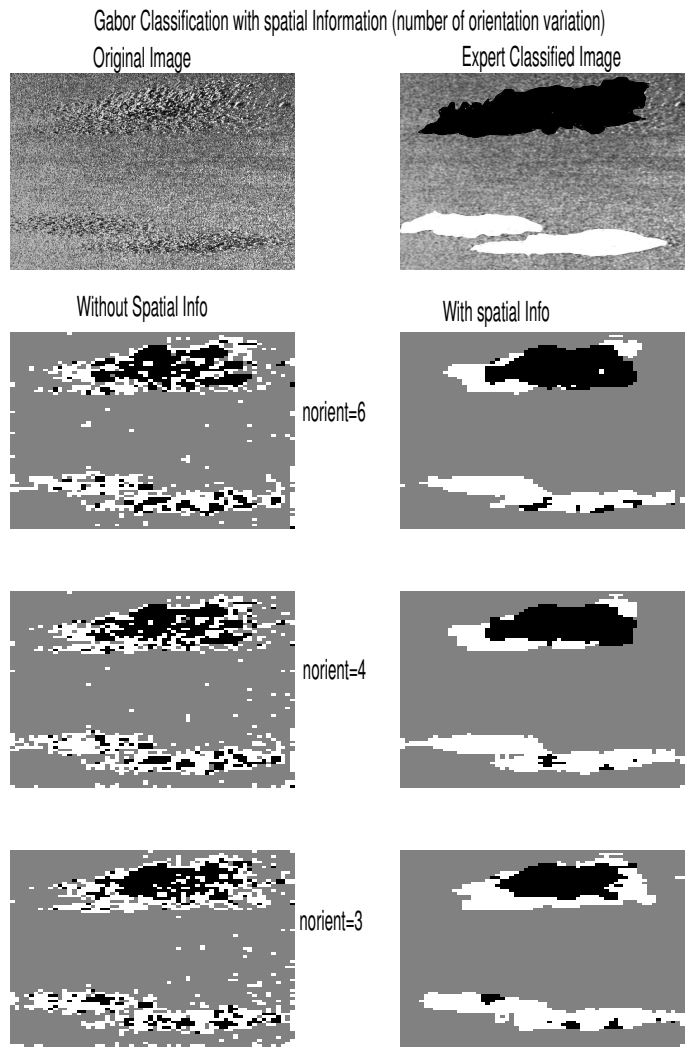 Gabor Classification with spatial Information (number of orientation variation)
Original Image
Expert Classified Image
Without Spatial Info
With spatial Info
norient=6
norient=4
norient=3